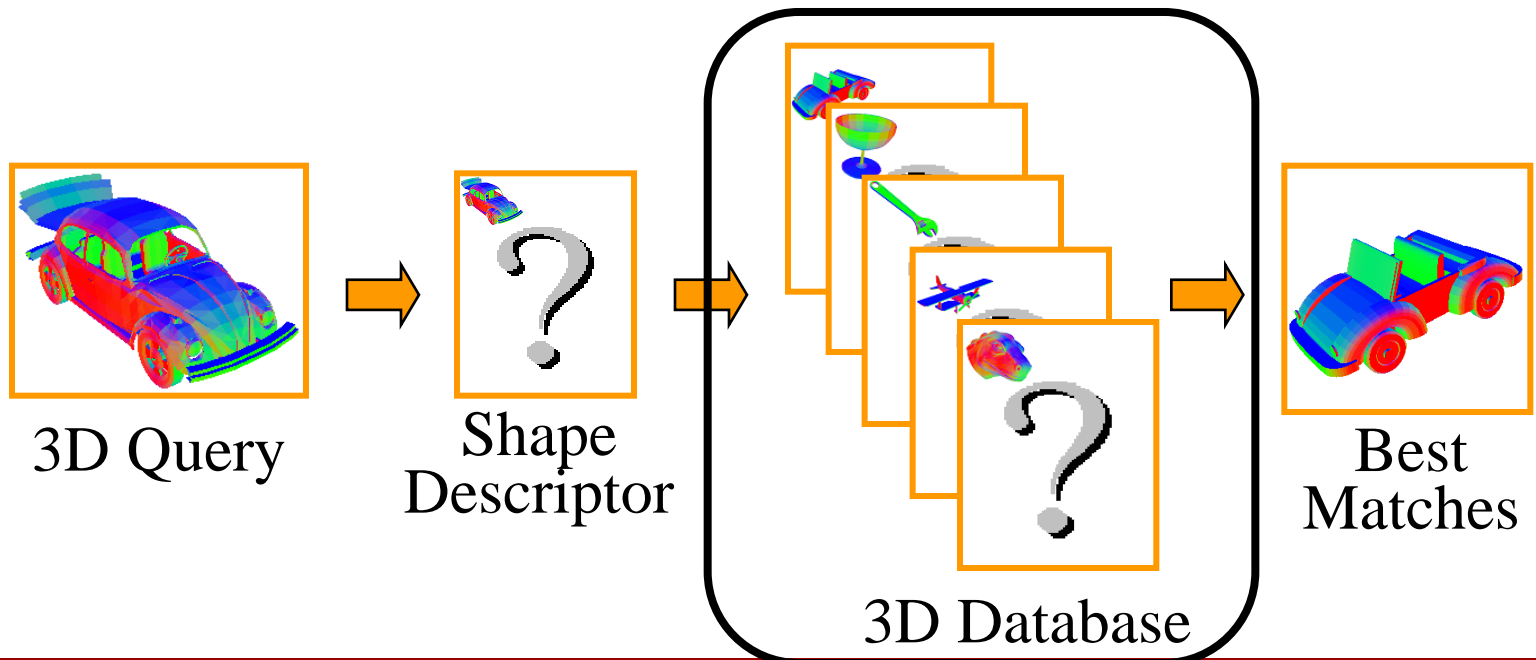 3D Query
Shape
Descriptor
?
?
3D Database
Best
Matches